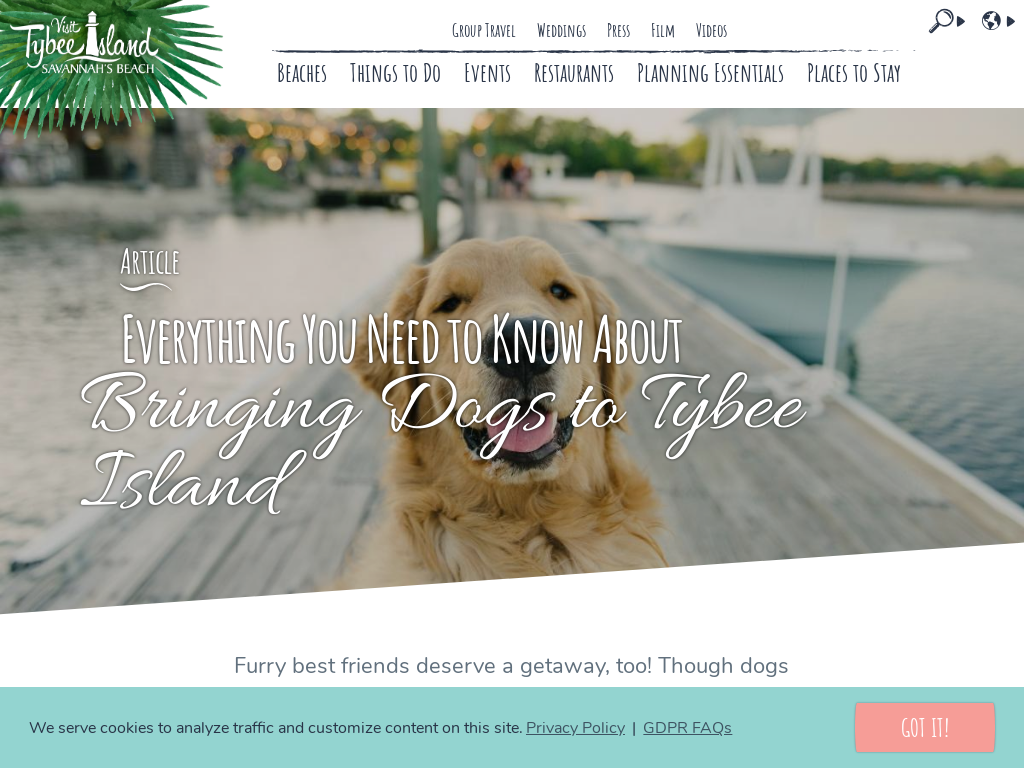 Visit
Tybee Island
SAVANNAH'S BEACH
Group Travel Weddings Press Film Videos
Beaches Things to Do Events Restaurants Planning Essentials Places to Stay
Article
Everything You Need to Know About
Bringing Dogs to Tybee
Island
Furry best friends deserve a getaway, too! Though dogs
We serve cookies to analyze traffic and customize content on this site. Privacy Policy | GDPR FAQs
GOT IT!